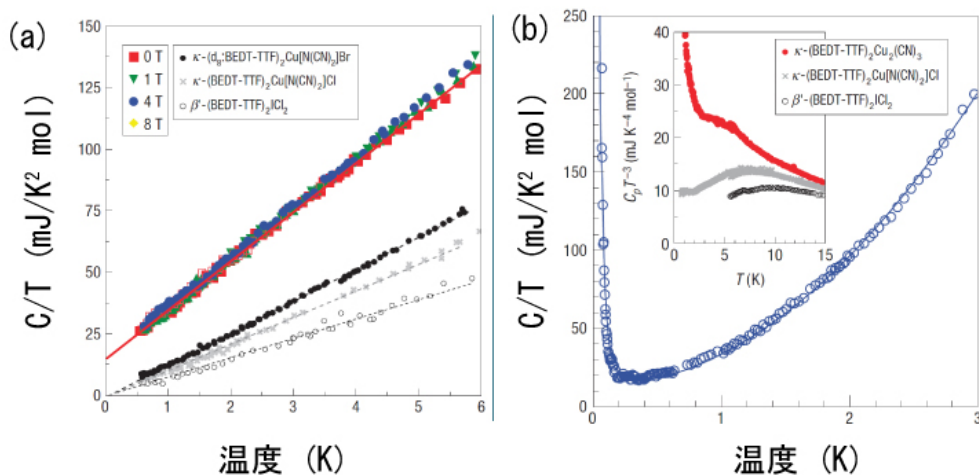 (a)
C/T (mJ/K² mol)
150
125
100
75
50
25
0
0 1 2 3 4 5 6
温度 (K)
0 T
1 T
4 T
8 T
κ-(d₈:BEDT-TTF)₂Cu[N(CN)₂]Br
κ-(BEDT-TTF)₂Cu[N(CN)₂]Cl
β'-(BEDT-TTF)₂ICl₂
(b)
C/T (mJ/K² mol)
250
200
150
100
50
0
0 1 2 3
温度 (K)
CₚT⁻³ (mJ K⁻⁴ mol⁻¹)
40
30
20
10
0
0 5 10 15
T (K)
κ-(BEDT-TTF)₂Cu₂(CN)₃
κ-(BEDT-TTF)₂Cu[N(CN)₂]Cl
β'-(BEDT-TTF)₂ICl₂